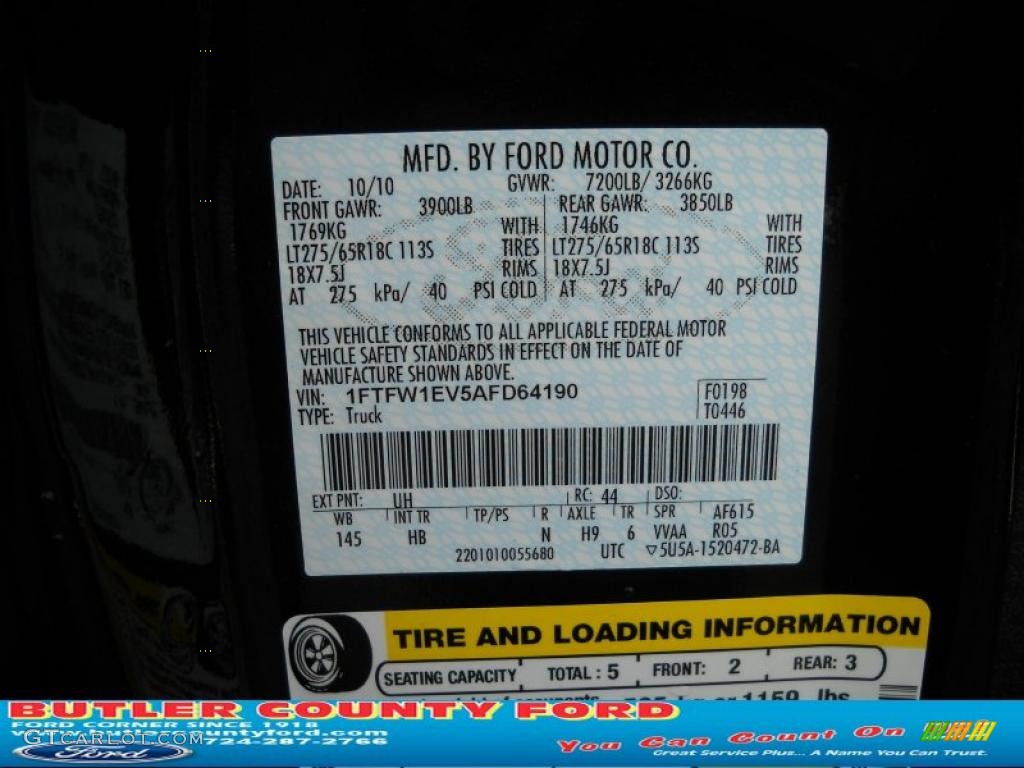 MFD. BY FORD MOTOR CO.
DATE: 10/10 GVWR: 7200LB/ 3266KG
FRONT GAWR: 3900LB REAR GAWR: 3850LB
1769KG WITH 1746KG WITH
LT275/65R18C 113S TIRES LT275/65R18C 113S TIRES
18X7.5J RIMS 18X7.5J RIMS
AT 275 kPa/ 40 PSI COLD AT 275 kPa/ 40 PSI COLD
THIS VEHICLE CONFORMS TO ALL APPLICABLE FEDERAL MOTOR
VEHICLE SAFETY STANDARDS IN EFFECT ON THE DATE OF
MANUFACTURE SHOWN ABOVE.
VIN: 1FTFW1EV5AFD64190 F0198
TYPE: Truck T0446
EXT PNT: UH RC: 44 DSO:
WB INT TR TP/PS R AXLE TR SPR AF615
145 HB N H9 6 VVAA R05
2201010055680 UTC ▽5U5A-1520472-BA
TIRE AND LOADING INFORMATION
SEATING CAPACITY TOTAL : 5 FRONT: 2 REAR: 3
or 1159 lbs
BUTLER COUNTY FORD
FORD CORNER SINCE 1918
724-287-2766
GTCARLOT.COM
Ford
You Can Count On
Great Service Plus... A Name You Can Trust.